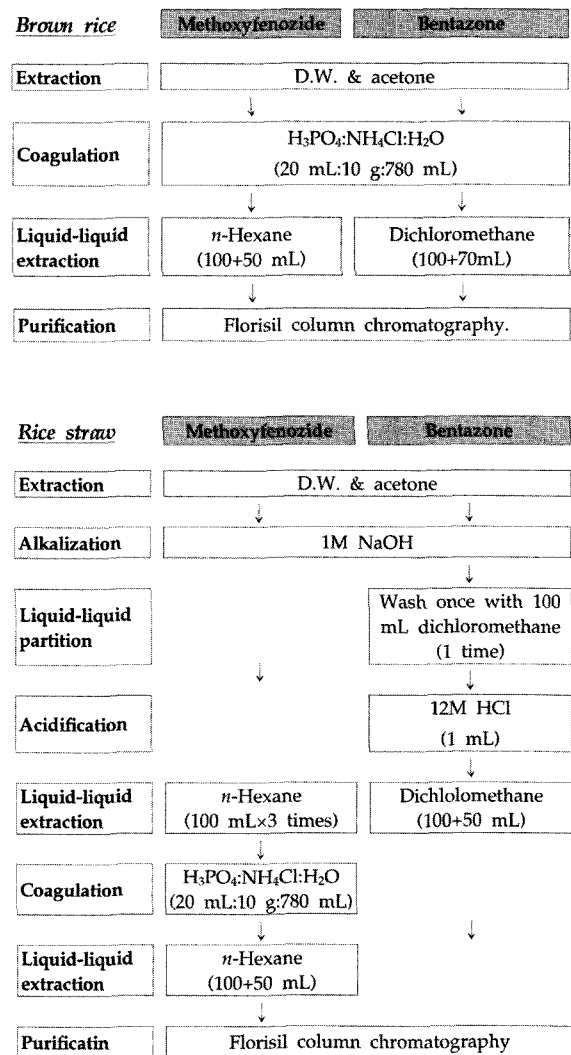 Brown rice Methoxyfenozide Bentazone
Extraction D.W. & acetone
↓ ↓
Coagulation H₃PO₄:NH₄Cl:H₂O
(20 mL:10 g:780 mL)
↓ ↓
Liquid-liquid n-Hexane Dichloromethane
extraction (100+50 mL) (100+70mL)
↓ ↓
Purification Florisil column chromatography.
Rice straw Methoxyfenozide Bentazone
Extraction D.W. & acetone
↓ ↓
Alkalization 1M NaOH
↓
Liquid-liquid Wash once with 100
partition mL dichloromethane
(1 time)
↓ ↓
Acidification 12M HCl
(1 mL)
↓
Liquid-liquid n-Hexane Dichlolomethane
extraction (100 mL×3 times) (100+50 mL)
↓
Coagulation H₃PO₄:NH₄Cl:H₂O
(20 mL:10 g:780 mL)
↓ ↓
Liquid-liquid n-Hexane
extraction (100+50 mL)
↓
Purificatin Florisil column chromatography